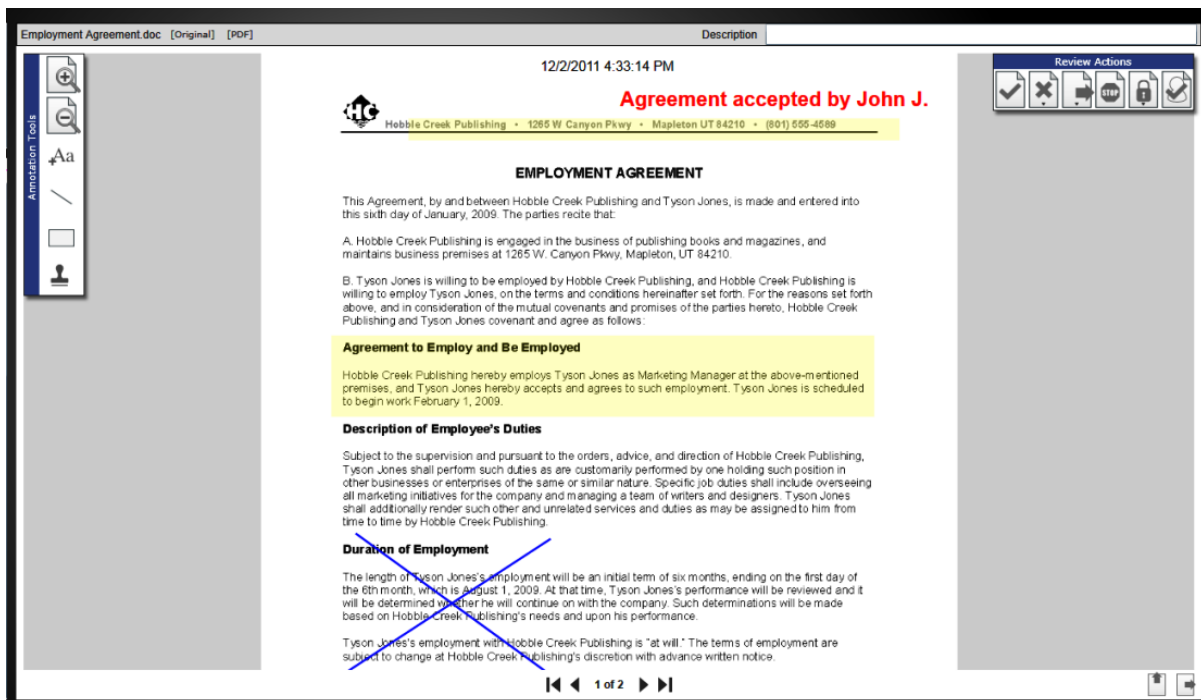 Employment Agreement.doc [Original] [PDF] Description
12/2/2011 4:33:14 PM
Review Actions
Annotation Tools
Aa
STOP
Agreement accepted by John J.
HC
Hobble Creek Publishing • 1265 W Canyon Pkwy • Mapleton UT 84210 • (801) 555-4589
EMPLOYMENT AGREEMENT
This Agreement, by and between Hobble Creek Publishing and Tyson Jones, is made and entered into
this sixth day of January, 2009. The parties recite that:
A. Hobble Creek Publishing is engaged in the business of publishing books and magazines, and
maintains business premises at 1265 W. Canyon Pkwy, Mapleton, UT 84210.
B. Tyson Jones is willing to be employed by Hobble Creek Publishing, and Hobble Creek Publishing is
willing to employ Tyson Jones, on the terms and conditions hereinafter set forth. For the reasons set forth
above, and in consideration of the mutual covenants and promises of the parties hereto, Hobble Creek
Publishing and Tyson Jones covenant and agree as follows:
Agreement to Employ and Be Employed
Hobble Creek Publishing hereby employs Tyson Jones as Marketing Manager at the above-mentioned
premises, and Tyson Jones hereby accepts and agrees to such employment. Tyson Jones is scheduled
to begin work February 1, 2009.
Description of Employee's Duties
Subject to the supervision and pursuant to the orders, advice, and direction of Hobble Creek Publishing,
Tyson Jones shall perform such duties as are customarily performed by one holding such position in
other businesses or enterprises of the same or similar nature. Specific job duties shall include overseeing
all marketing initiatives for the company and managing a team of writers and designers. Tyson Jones
shall additionally render such other and unrelated services and duties as may be assigned to him from
time to time by Hobble Creek Publishing.
Duration of Employment
The length of Tyson Jones's employment will be an initial term of six months, ending on the first day of
the 6th month, which is August 1, 2009. At that time, Tyson Jones's performance will be reviewed and it
will be determined whether he will continue on with the company. Such determinations will be made
based on Hobble Creek Publishing's needs and upon his performance.
Tyson Jones's employment with Hobble Creek Publishing is "at will." The terms of employment are
subject to change at Hobble Creek Publishing's discretion with advance written notice.
1 of 2